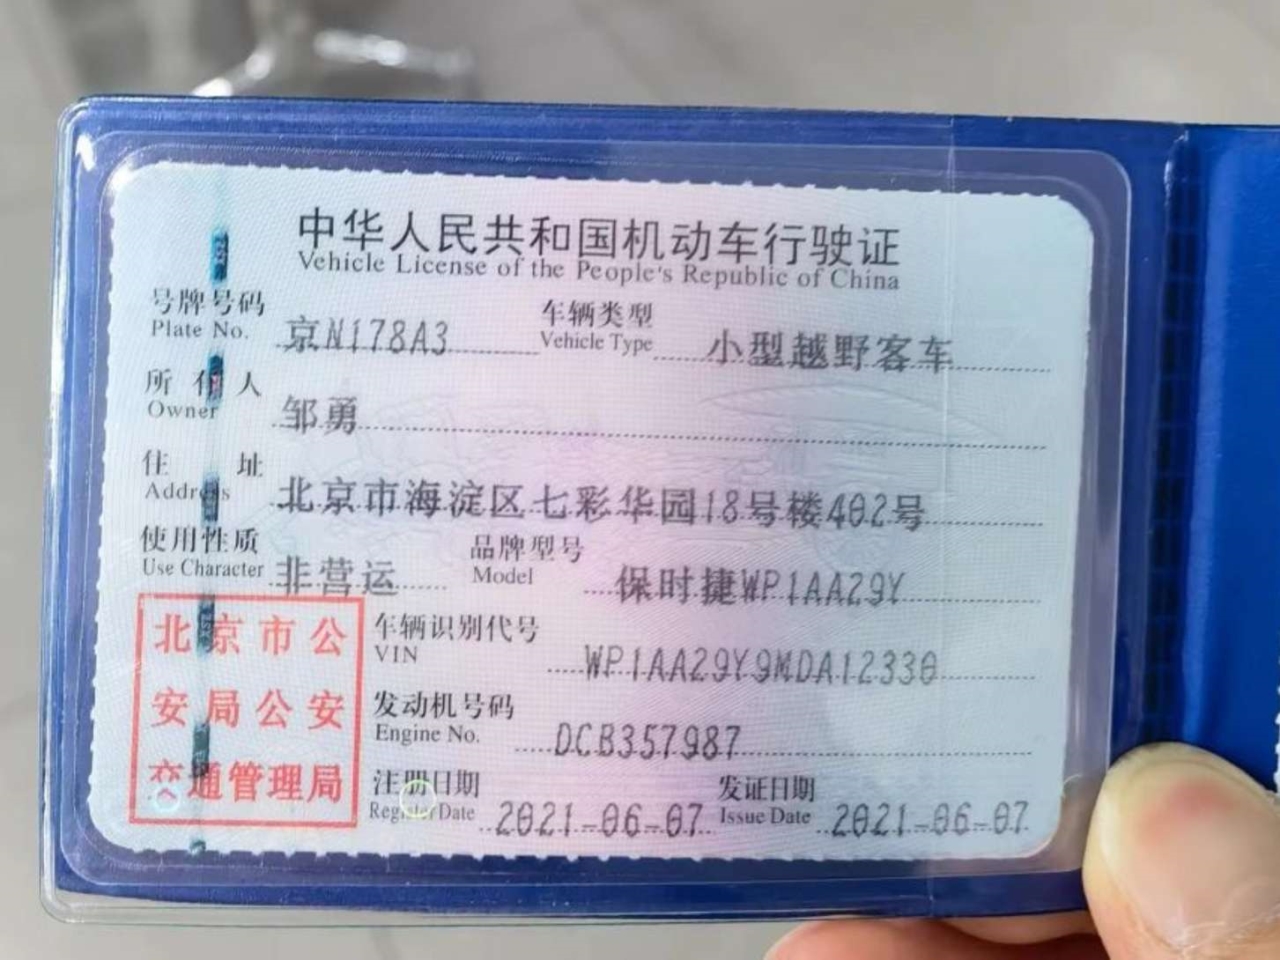 中华人民共和国机动车行驶证
Vehicle License of the People's Republic of China
号牌号码 京N178A3 车辆类型 小型越野客车
Plate No. Vehicle Type
所有人 邹勇
Owner
住址 北京市海淀区七彩华园18号楼402号
Address
使用性质 非营运 品牌型号 保时捷WP1AA29Y
Use Character Model
北京市公
安局公安
交通管理局
车辆识别代号 WP1AA29Y9MDA12330
VIN
发动机号码 DCB357987
Engine No.
注册日期 2021-06-07 发证日期 2021-06-07
Register Date Issue Date